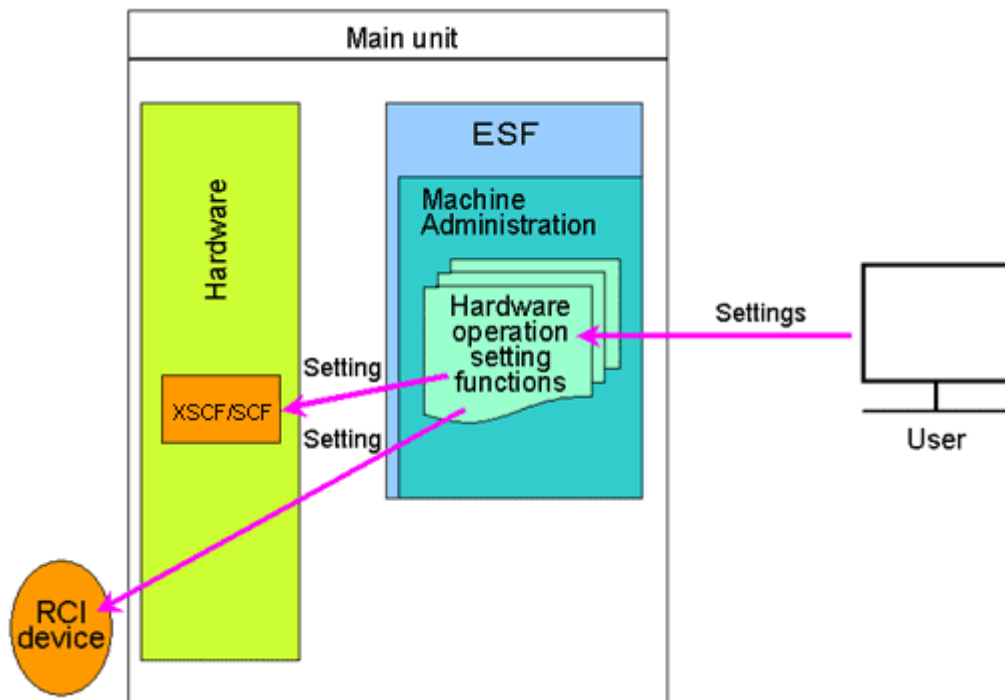 Main unit
ESF
Machine
Administration
Hardware
Hardware
operation
setting
functions
Settings
Setting
XSCF/SCF
Setting
User
RCI
device